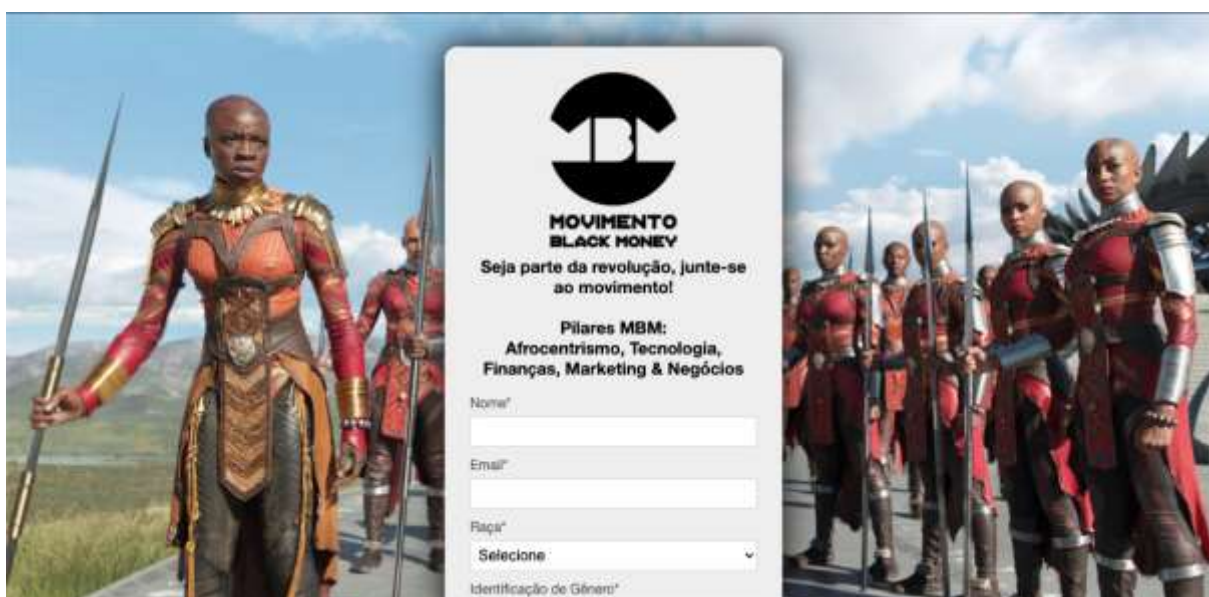 MOVIMENTO
BLACK MONEY
Seja parte da revolução, junte-se
ao movimento!
Pilares MBM:
Afrocentrismo, Tecnologia,
Finanças, Marketing & Negócios
Nome*
Email*
Raça*
Selecione
Identificação de Gênero*